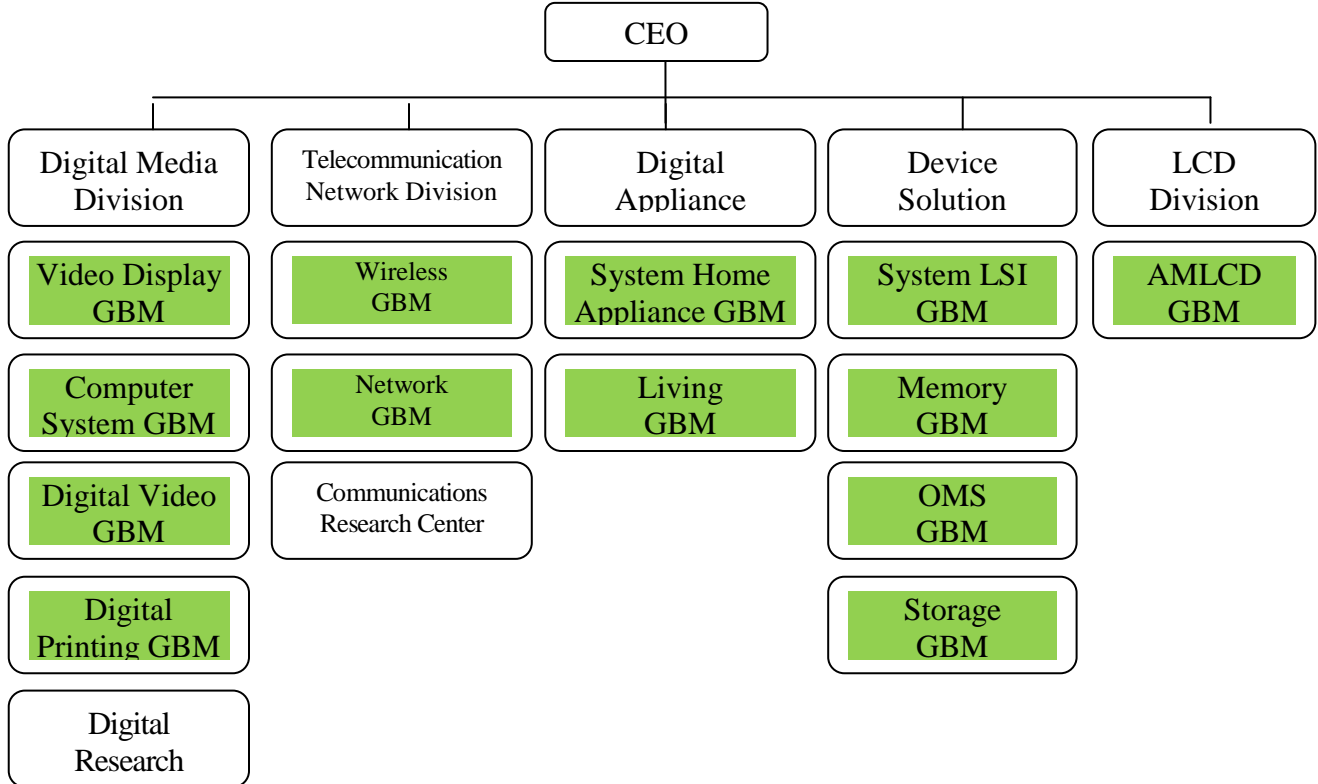 CEO
Digital Media
Division
Telecommunication
Network Division
Digital
Appliance
Device
Solution
LCD
Division
Video Display
GBM
Wireless
GBM
System Home
Appliance GBM
System LSI
GBM
AMLCD
GBM
Computer
System GBM
Network
GBM
Living
GBM
Memory
GBM
Digital Video
GBM
Communications
Research Center
OMS
GBM
Digital
Printing GBM
Storage
GBM
Digital
Research